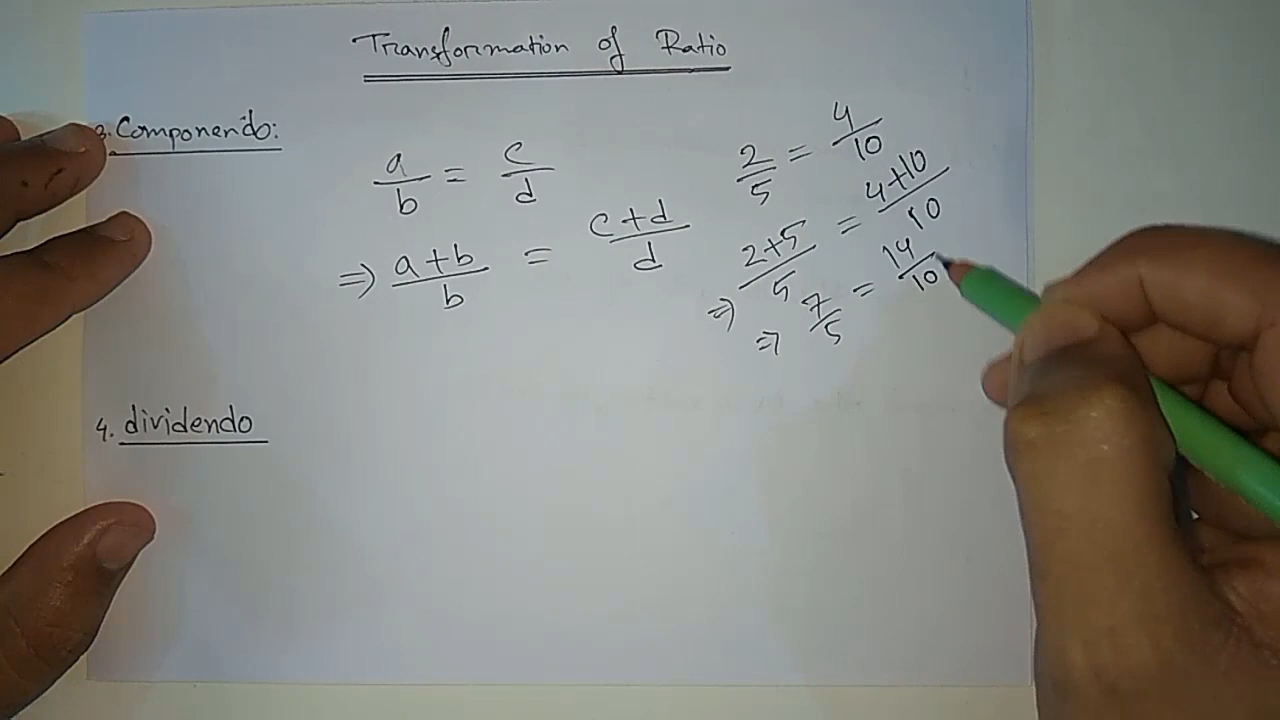 Transformation of Ratio
3. Componendo:
a/b = c/d
⇒ a+b/b = c+d/d
2/5 = 4/10
⇒ 2+5/5 = 4+10/10
⇒ 7/5 = 14/10
4. dividendo